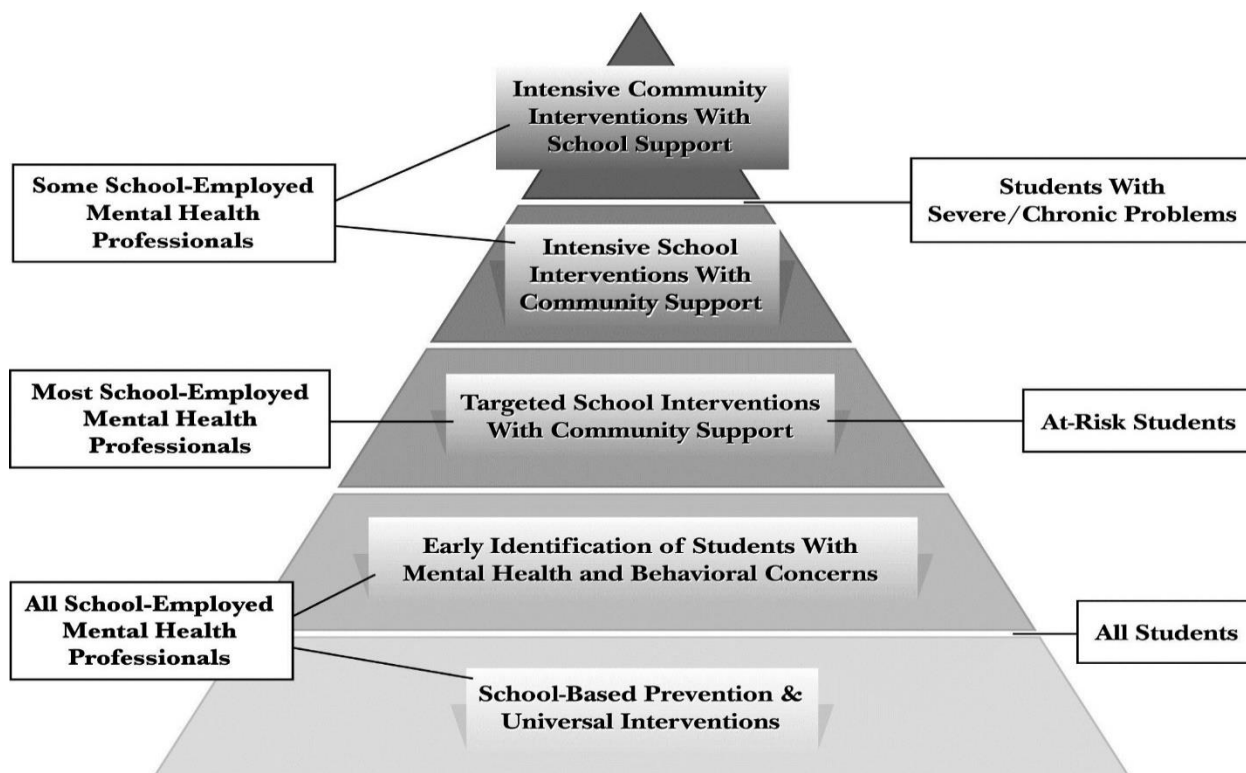 Intensive Community
Interventions With
School Support
Some School-Employed
Mental Health
Professionals
Students With
Severe/Chronic Problems
Intensive School
Interventions With
Community Support
Most School-Employed
Mental Health
Professionals
Targeted School Interventions
With Community Support
At-Risk Students
Early Identification of Students With
Mental Health and Behavioral Concerns
All School-Employed
Mental Health
Professionals
All Students
School-Based Prevention &
Universal Interventions